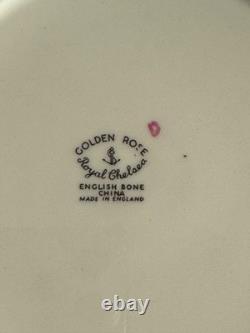 GOLDEN ROSE
Royal Chelsea
ENGLISH BONE
CHINA
MADE IN ENGLAND